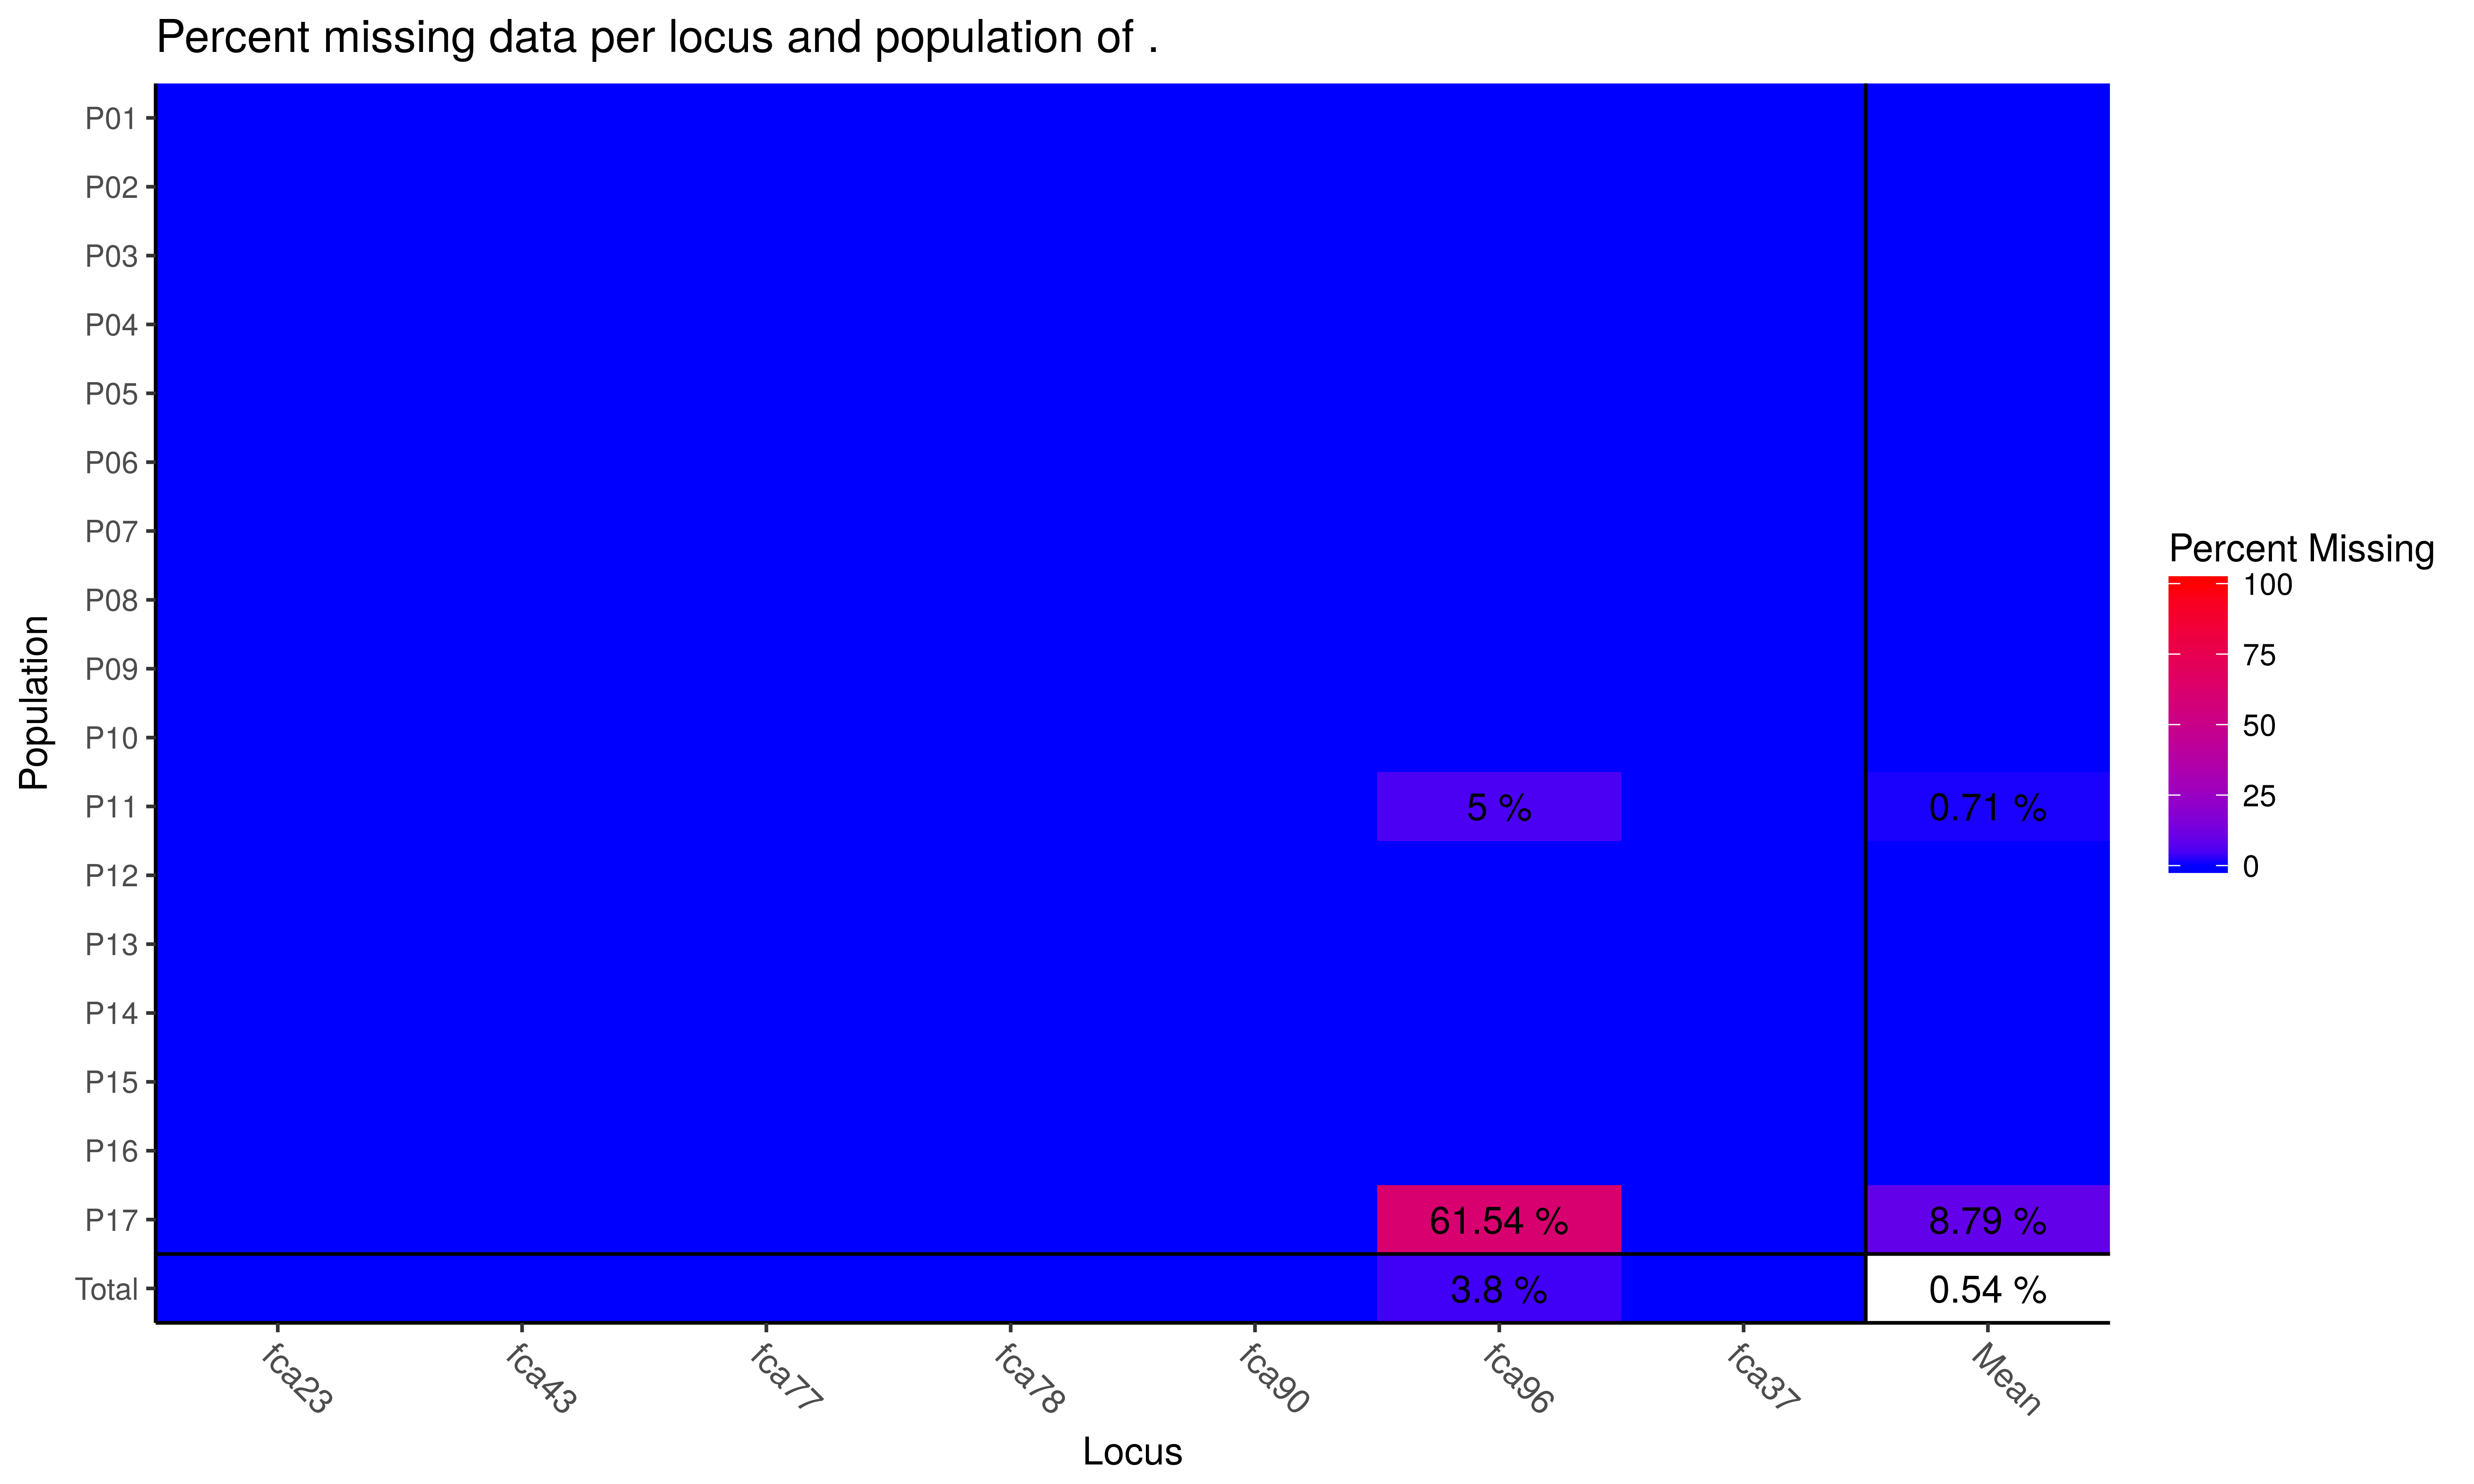 Percent missing data per locus and population of .
P01
P02
P03
P04
P05
P06
P07
P08
P09
P10
P11
5 %
0.71 %
P12
P13
P14
P15
P16
P17
61.54 %
8.79 %
Total
3.8 %
0.54 %
fca23
fca43
fca77
fca78
fca90
fca96
fca37
Mean
Locus
Population
Percent Missing
100
75
50
25
0